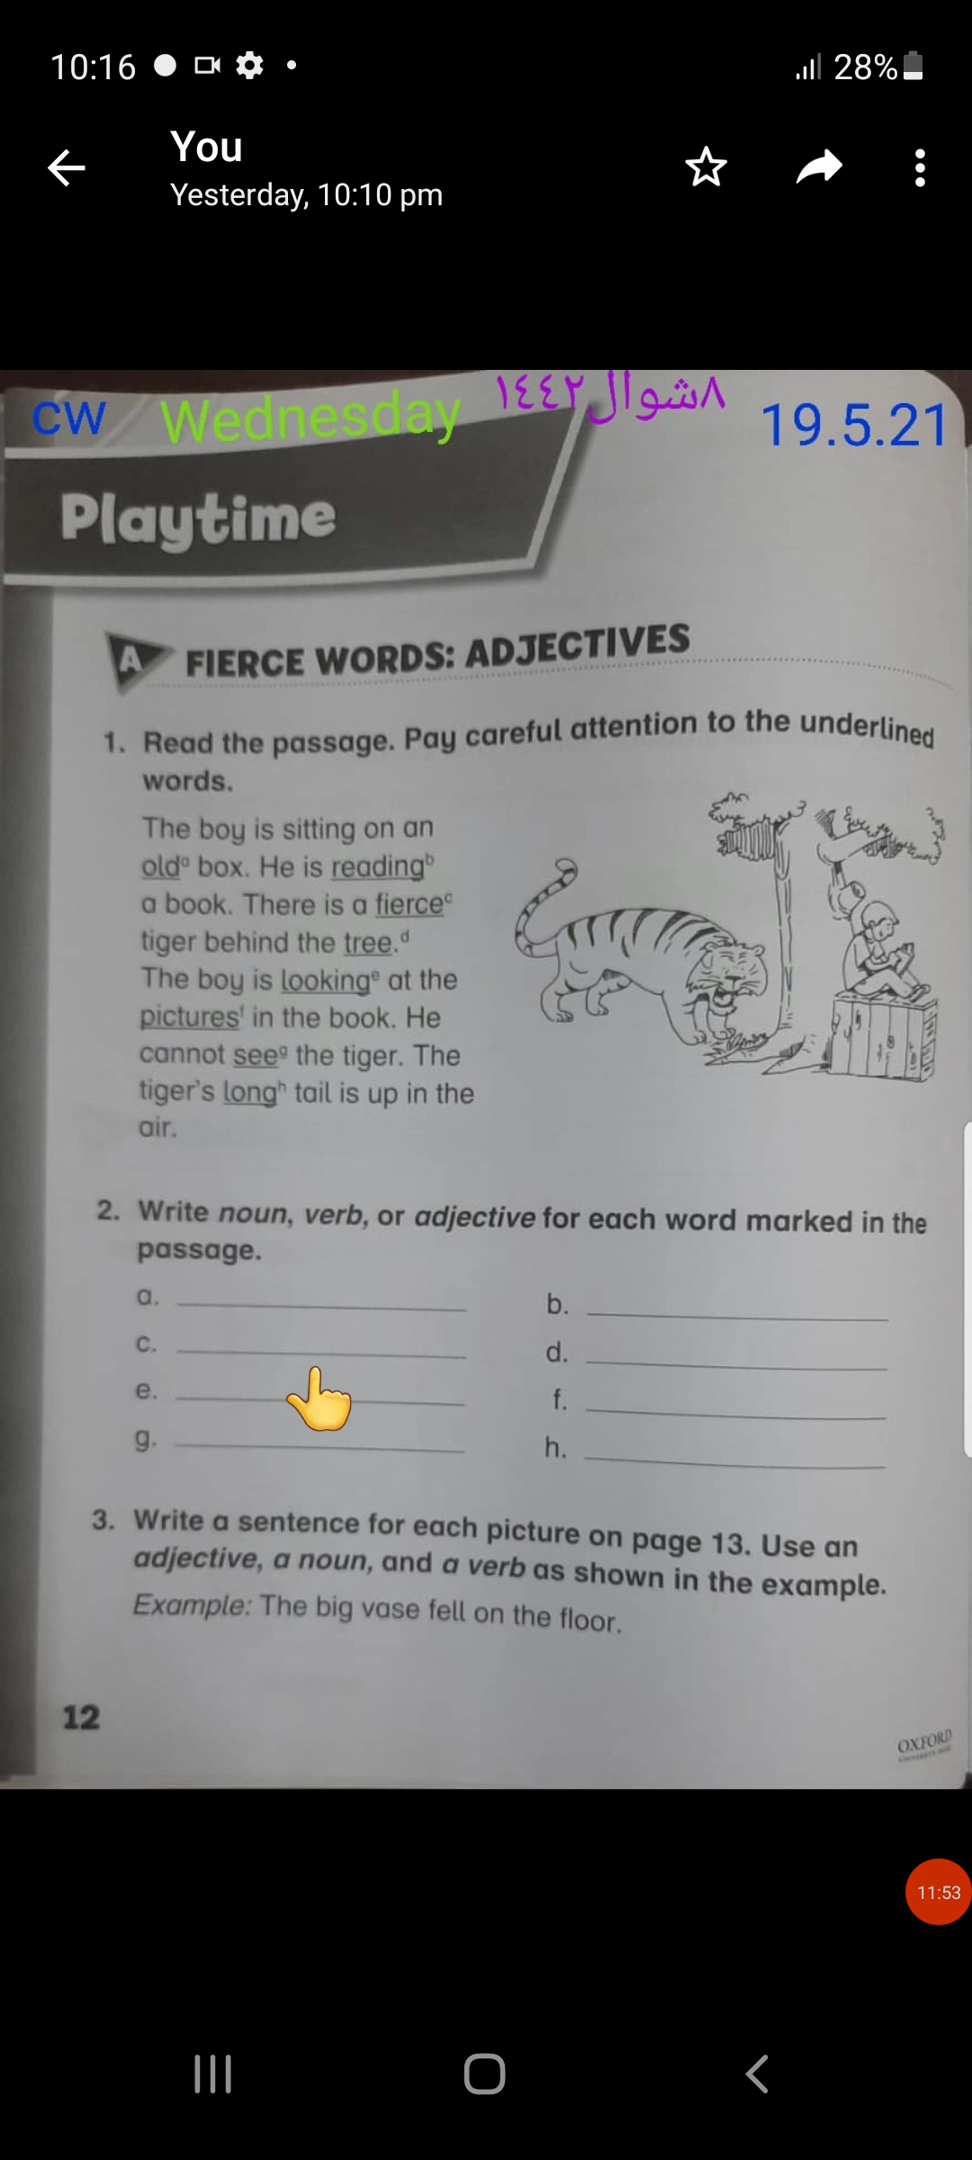 10:16
28%
You
Yesterday, 10:10 pm
CW Wednesday ٨شوال ١٤٤٢ 19.5.21
Playtime
A FIERCE WORDS: ADJECTIVES
1. Read the passage. Pay careful attention to the underlined
words.
The boy is sitting on an
oldᵃ box. He is readingᵇ
a book. There is a fierceᶜ
tiger behind the tree.ᵈ
The boy is lookingᵉ at the
picturesᶠ in the book. He
cannot seeᵍ the tiger. The
tiger's longʰ tail is up in the
air.
2. Write noun, verb, or adjective for each word marked in the
passage.
a. b.
c. d.
e. f.
g. h.
3. Write a sentence for each picture on page 13. Use an
adjective, a noun, and a verb as shown in the example.
Example: The big vase fell on the floor.
12
OXFORD
11:53